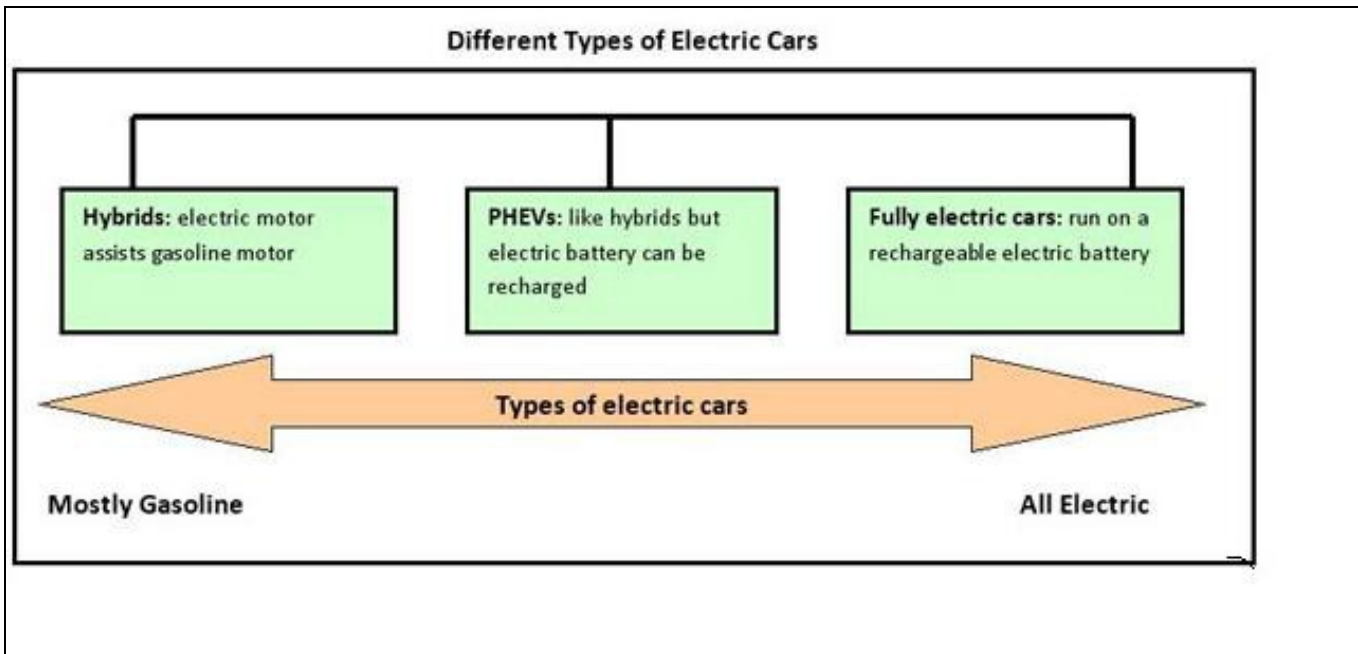 Different Types of Electric Cars
Hybrids: electric motor
assists gasoline motor
PHEVs: like hybrids but
electric battery can be
recharged
Fully electric cars: run on a
rechargeable electric battery
Types of electric cars
Mostly Gasoline
All Electric